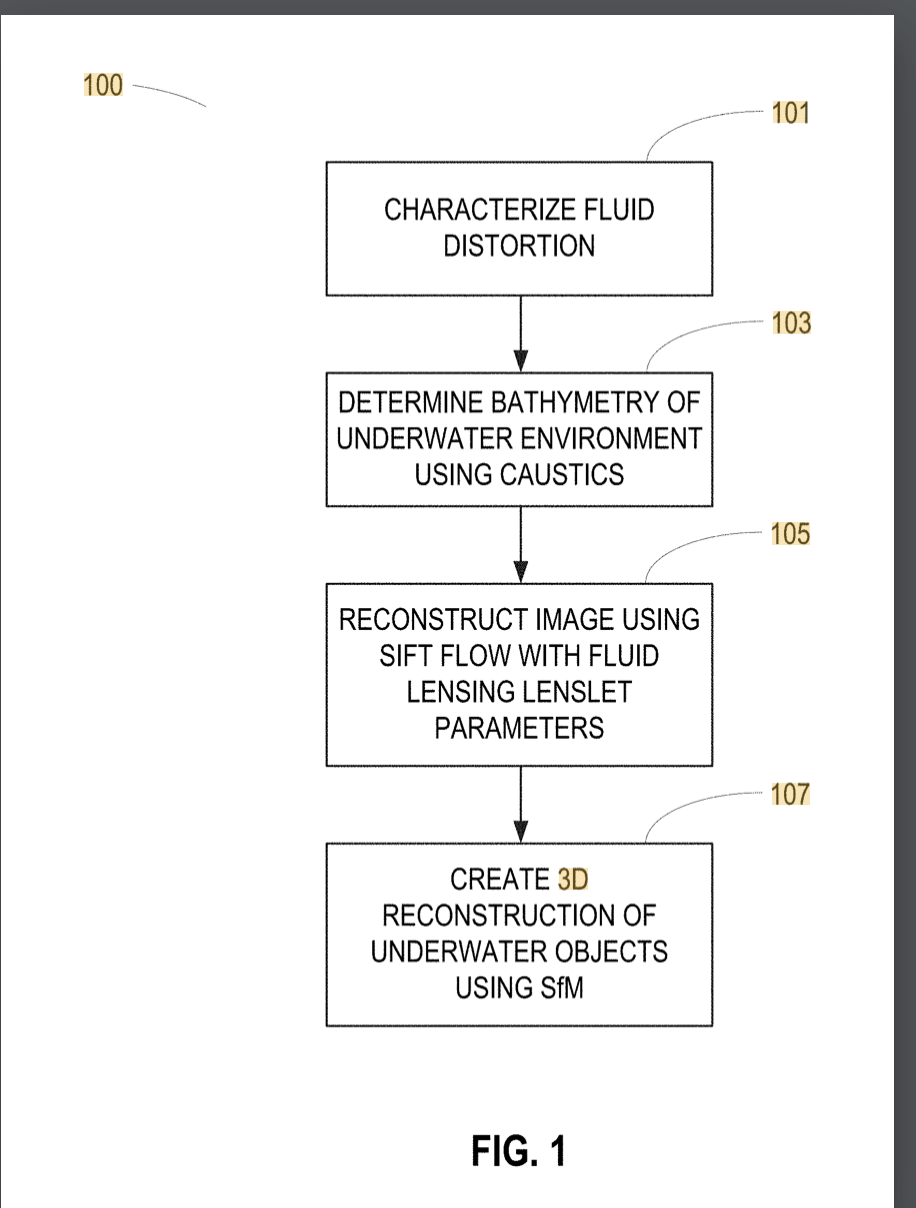 100
101
CHARACTERIZE FLUID
DISTORTION
103
DETERMINE BATHYMETRY OF
UNDERWATER ENVIRONMENT
USING CAUSTICS
105
RECONSTRUCT IMAGE USING
SIFT FLOW WITH FLUID
LENSING LENSLET
PARAMETERS
107
CREATE 3D
RECONSTRUCTION OF
UNDERWATER OBJECTS
USING SfM
FIG. 1